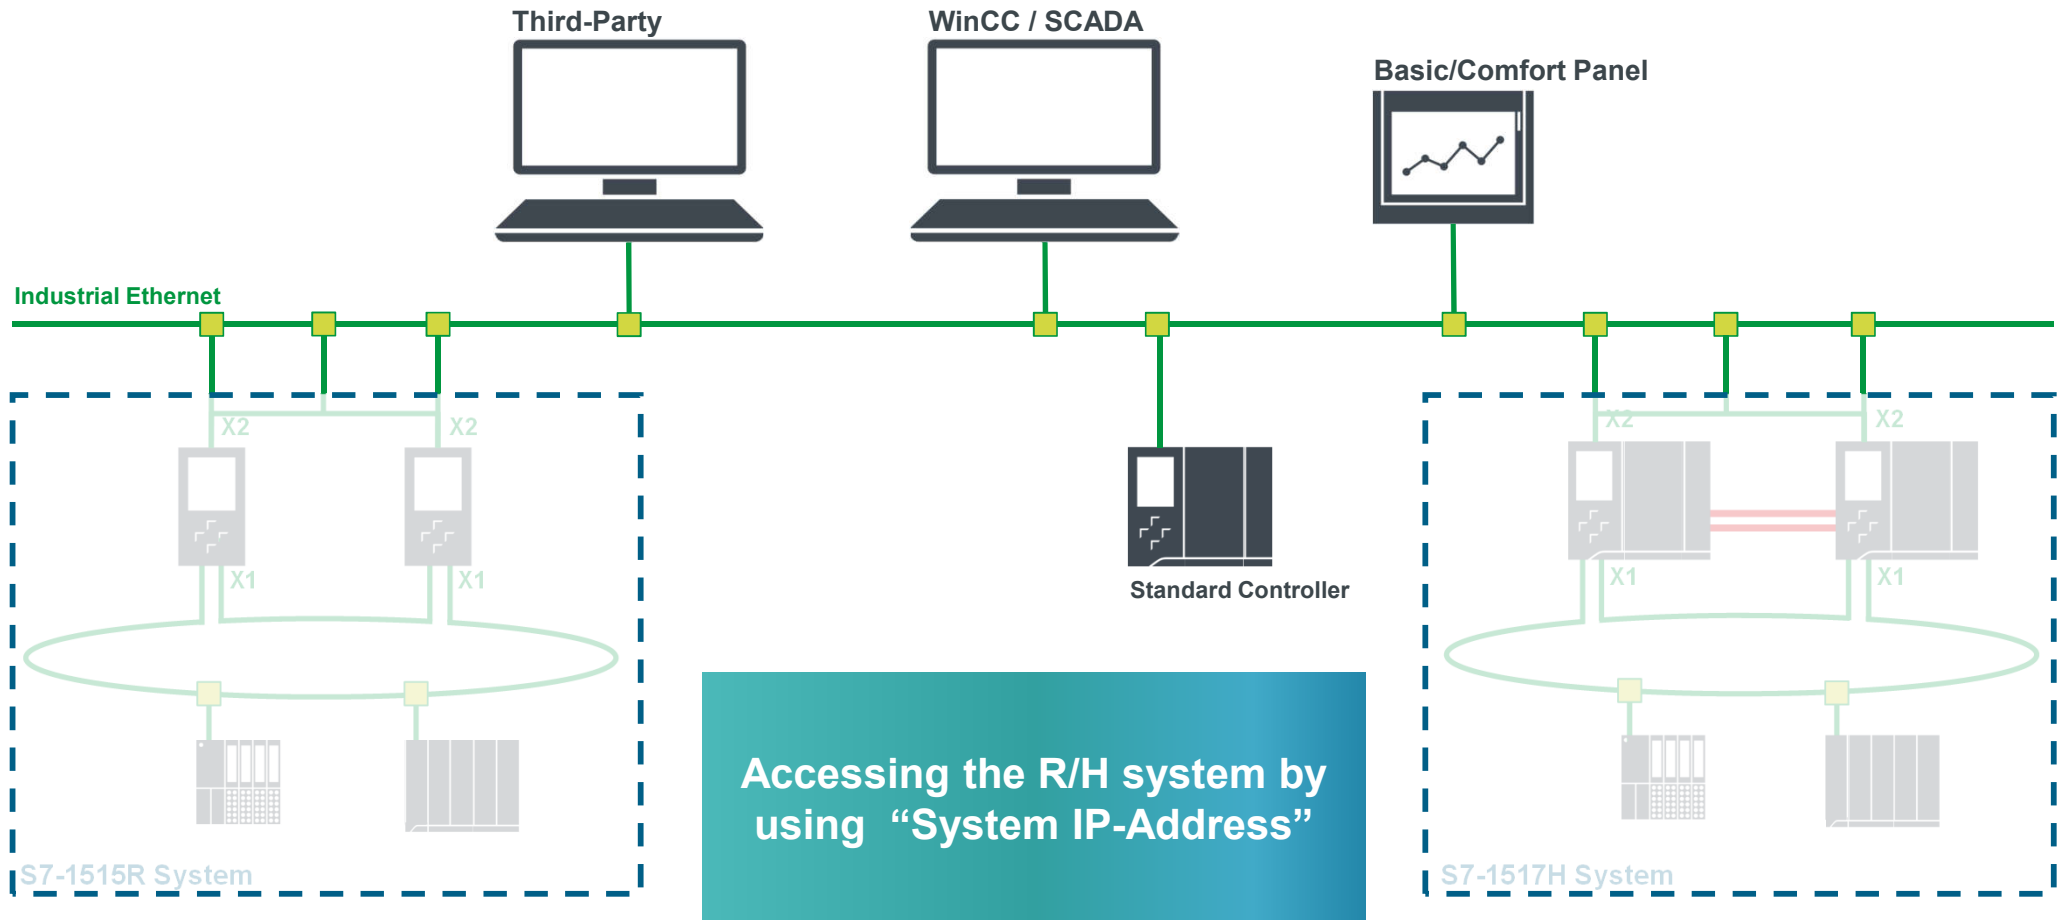 Third-Party
WinCC / SCADA
Basic/Comfort Panel
Industrial Ethernet
X2
X2
X2
X2
X1
X1
X1
X1
Standard Controller
Accessing the R/H system by
using “System IP-Address”
S7-1515R System
S7-1517H System